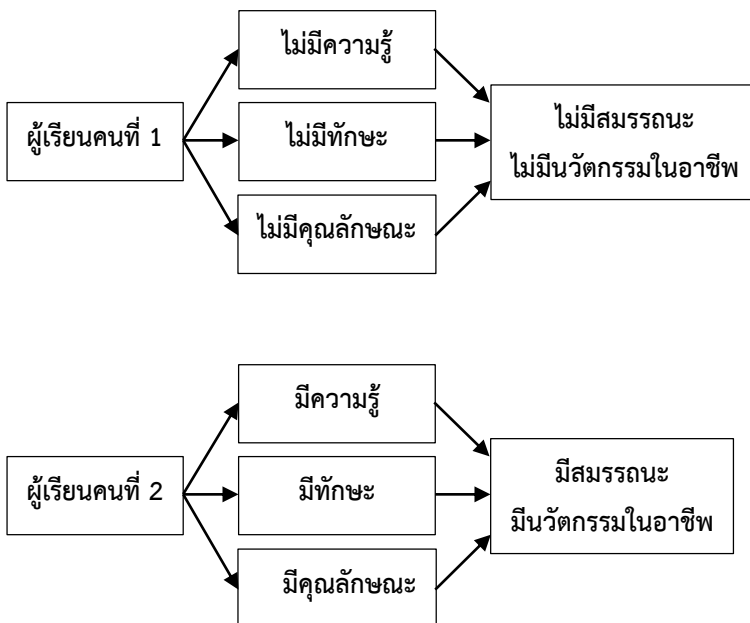 ไม่มีความรู้
ผู้เรียนคนที่ 1
ไม่มีทักษะ
ไม่มีคุณลักษณะ
ไม่มีสมรรถนะ
ไม่มีนวัตกรรมในอาชีพ
มีความรู้
ผู้เรียนคนที่ 2
มีทักษะ
มีคุณลักษณะ
มีสมรรถนะ
มีนวัตกรรมในอาชีพ